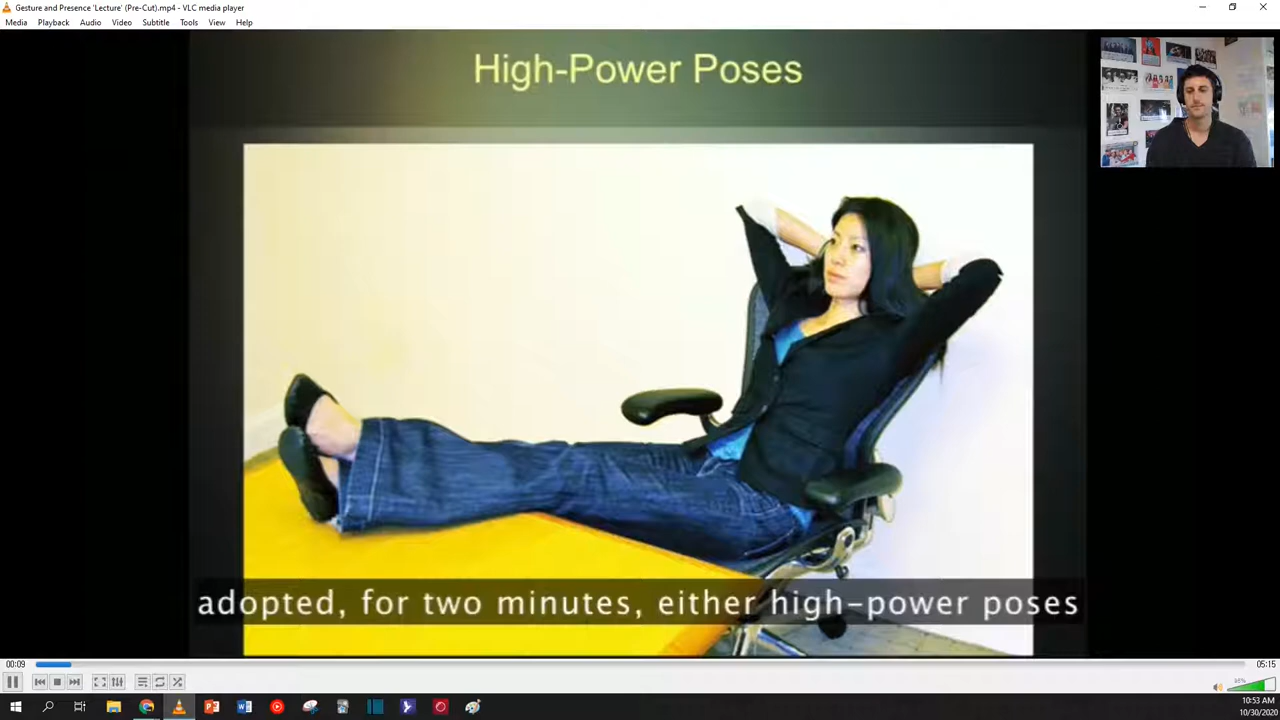 Gesture and Presence 'Lecture' (Pre-Cut).mp4 - VLC media player
Media Playback Audio Video Subtitle Tools View Help
High-Power Poses
adopted, for two minutes, either high-power poses
00:09
05:15
10:53 AM
10/30/2020